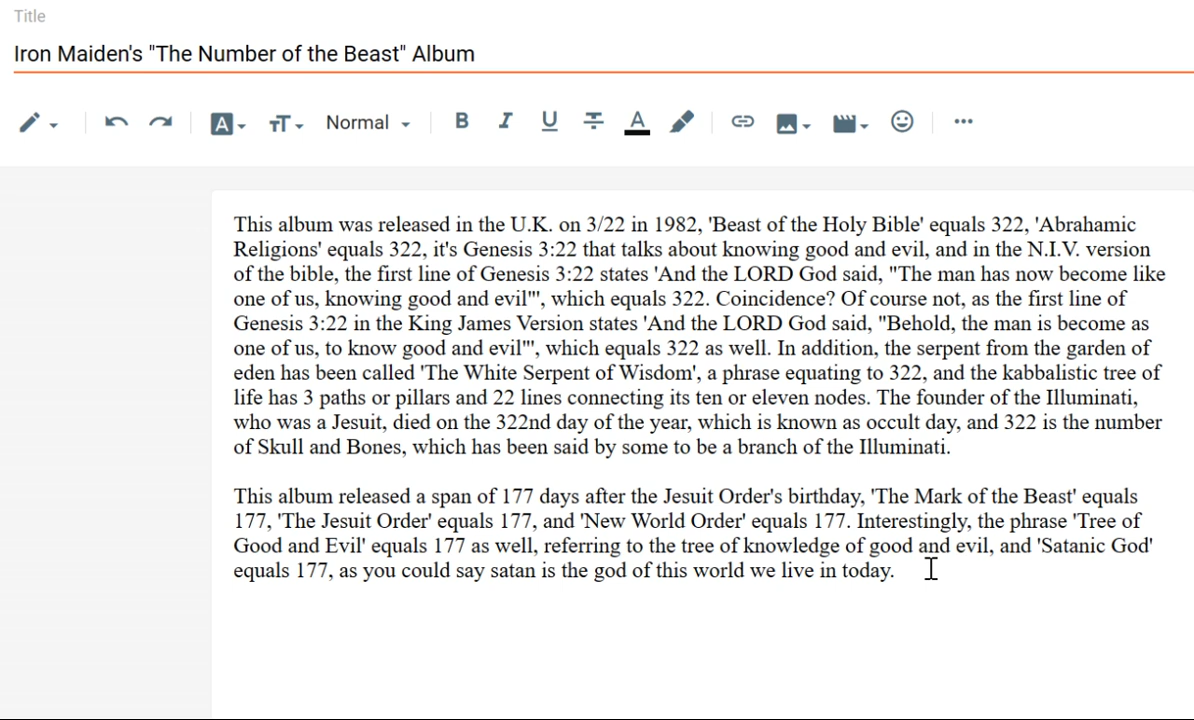 Title
Iron Maiden's "The Number of the Beast" Album
Normal
This album was released in the U.K. on 3/22 in 1982, 'Beast of the Holy Bible' equals 322, 'Abrahamic
Religions' equals 322, it's Genesis 3:22 that talks about knowing good and evil, and in the N.I.V. version
of the bible, the first line of Genesis 3:22 states 'And the LORD God said, "The man has now become like
one of us, knowing good and evil"', which equals 322. Coincidence? Of course not, as the first line of
Genesis 3:22 in the King James Version states 'And the LORD God said, "Behold, the man is become as
one of us, to know good and evil"', which equals 322 as well. In addition, the serpent from the garden of
eden has been called 'The White Serpent of Wisdom', a phrase equating to 322, and the kabbalistic tree of
life has 3 paths or pillars and 22 lines connecting its ten or eleven nodes. The founder of the Illuminati,
who was a Jesuit, died on the 322nd day of the year, which is known as occult day, and 322 is the number
of Skull and Bones, which has been said by some to be a branch of the Illuminati.
This album released a span of 177 days after the Jesuit Order's birthday, 'The Mark of the Beast' equals
177, 'The Jesuit Order' equals 177, and 'New World Order' equals 177. Interestingly, the phrase 'Tree of
Good and Evil' equals 177 as well, referring to the tree of knowledge of good and evil, and 'Satanic God'
equals 177, as you could say satan is the god of this world we live in today.